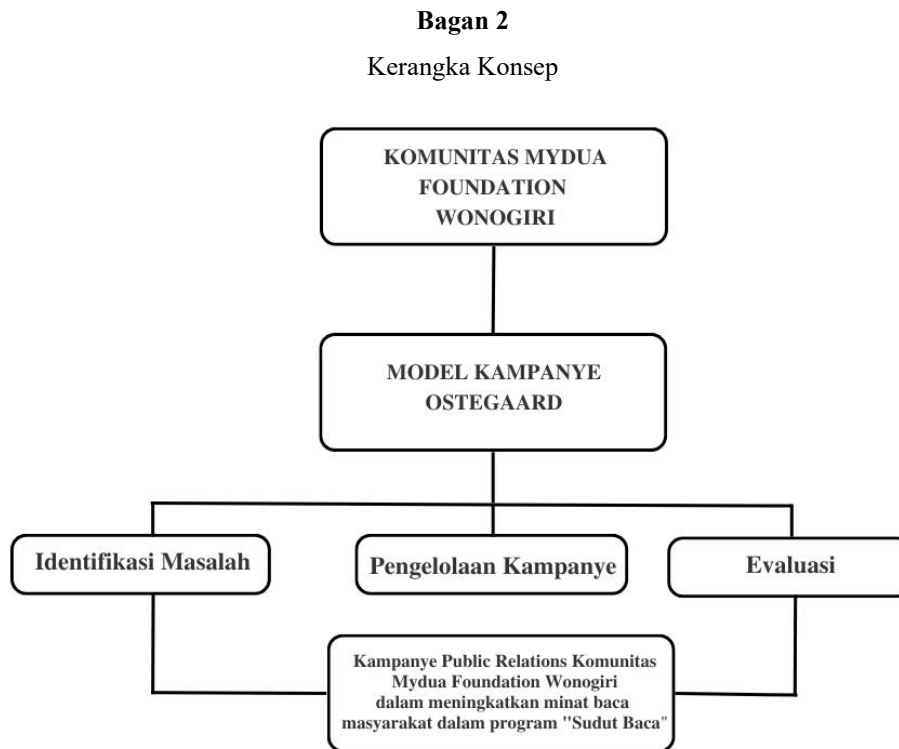 Bagan 2
Kerangka Konsep
KOMUNITAS MYDUA
FOUNDATION
WONOGIRI
MODEL KAMPANYE
OSTEGAARD
Identifikasi Masalah
Pengelolaan Kampanye
Evaluasi
Kampanye Public Relations Komunitas
Mydua Foundation Wonogiri
dalam meningkatkan minat baca
masyarakat dalam program "Sudut Baca"